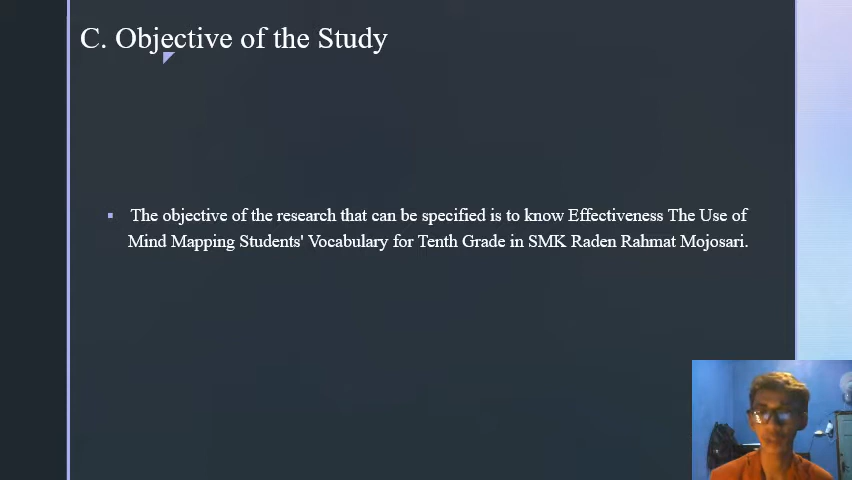 C. Objective of the Study
The objective of the research that can be specified is to know Effectiveness The Use of
Mind Mapping Students' Vocabulary for Tenth Grade in SMK Raden Rahmat Mojosari.